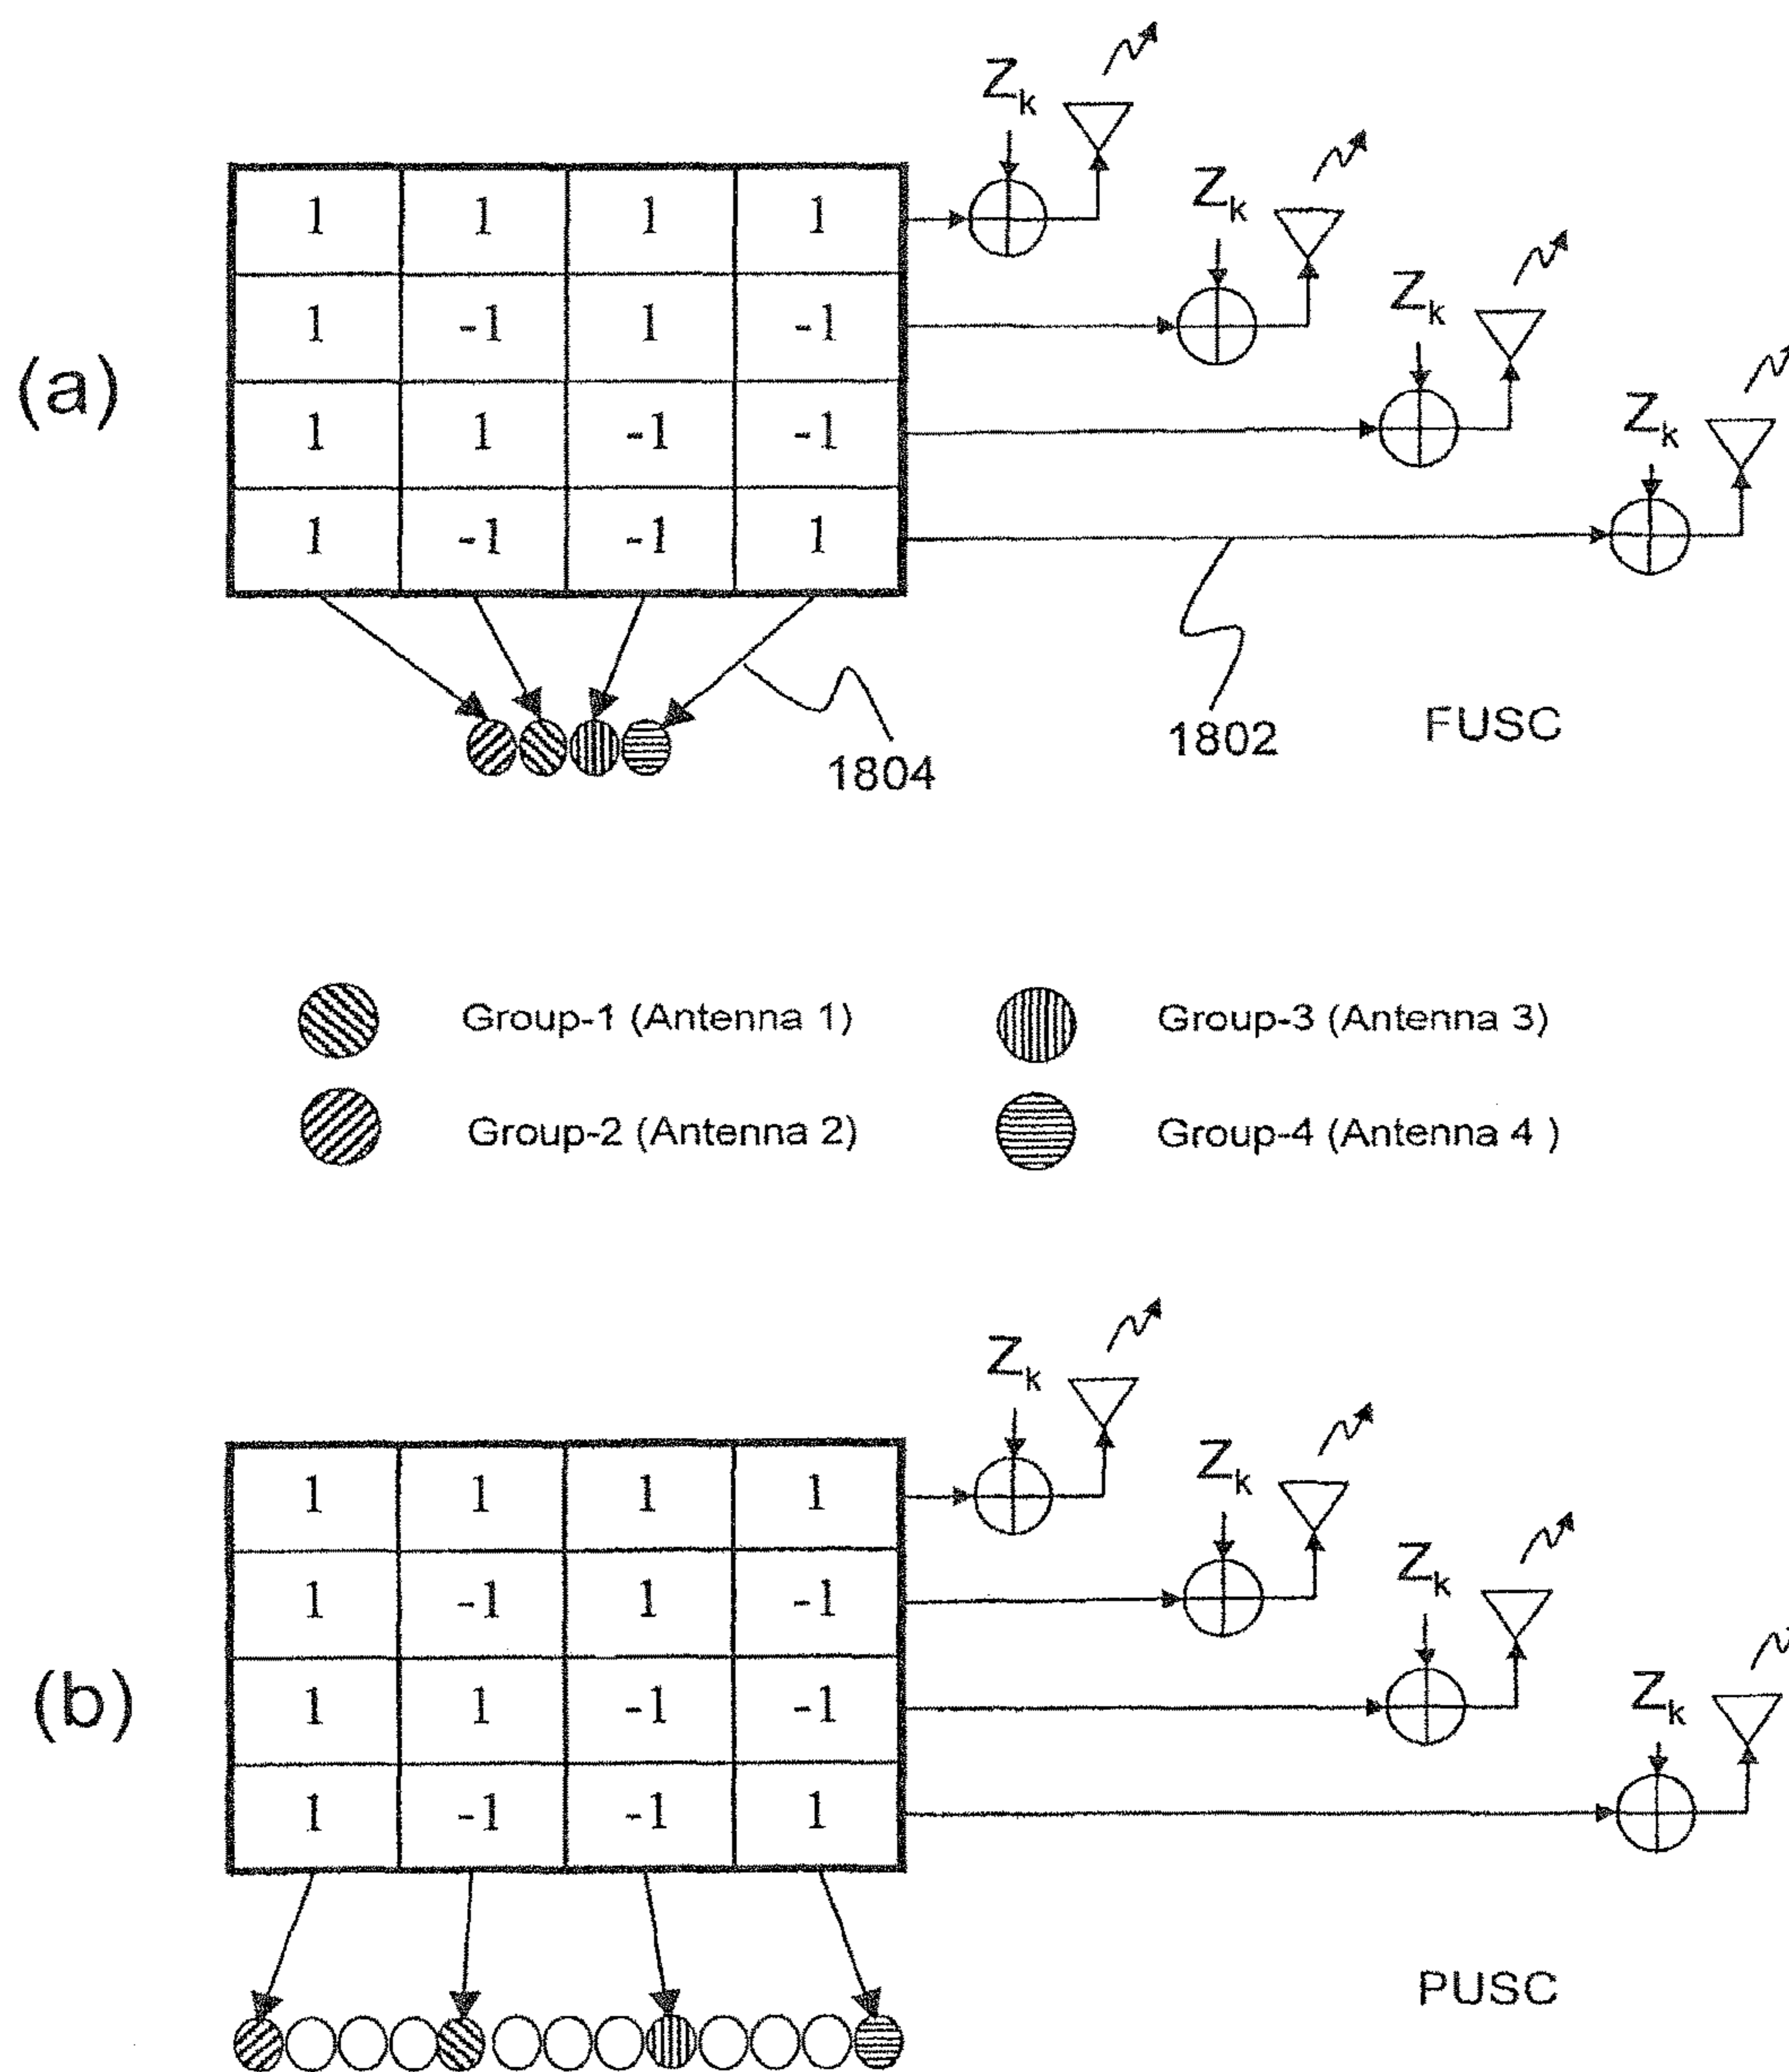 (a)
Zk
Zk
Zk
Zk
1 1 1 1
1 -1 1 -1
1 1 -1 -1
1 -1 -1 1
1804
1802
FUSC
Group-1 (Antenna 1)
Group-3 (Antenna 3)
Group-2 (Antenna 2)
Group-4 (Antenna 4 )
(b)
Zk
Zk
Zk
Zk
1 1 1 1
1 -1 1 -1
1 1 -1 -1
1 -1 -1 1
PUSC